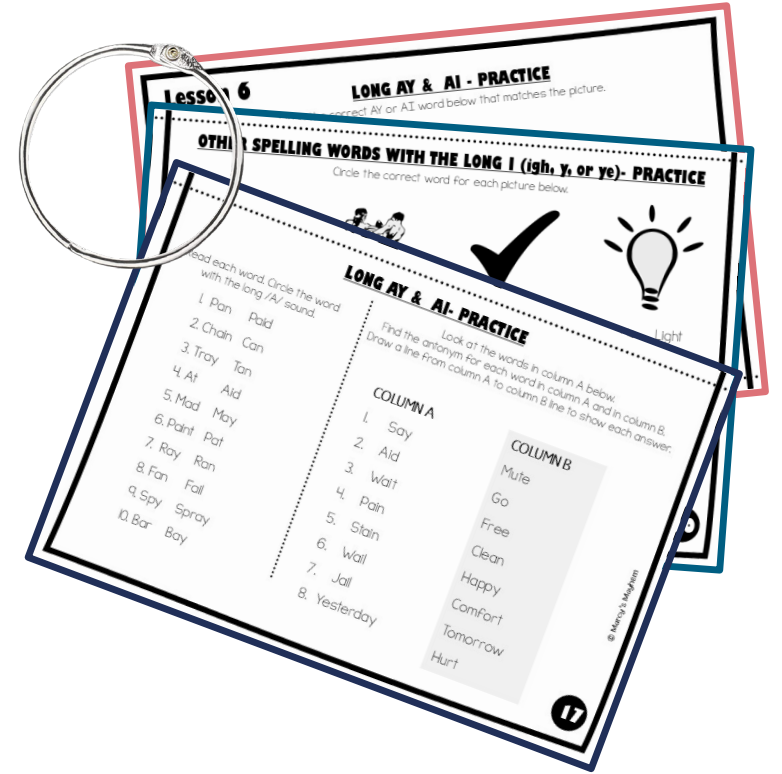 Lesson 6
LONG AY & AI - PRACTICE
correct AY or AI word below that matches the picture.
OTHER SPELLING WORDS WITH THE LONG I (igh, y, or ye)- PRACTICE
Circle the correct word for each picture below.
Light
LONG AY & AI- PRACTICE
Read each word. Circle the word
with the long /A/ sound.
1. Pan Paid
2. Chain Can
3. Tray Tan
4. At Aid
5. Mad May
6. Paint Pat
7. Ray Ran
8. Fan Fail
9. Spy Spray
10. Bar Bay
Look at the words in column A below.
Find the antonym for each word in column A and in column B.
Draw a line from column A to column B line to show each answer.
COLUMN A
1. Say
2. Aid
3. Wait
4. Pain
5. Stain
6. Wail
7. Jail
8. Yesterday
COLUMN B
Mute
Go
Free
Clean
Happy
Comfort
Tomorrow
Hurt
© Marcy's Mayhem
17